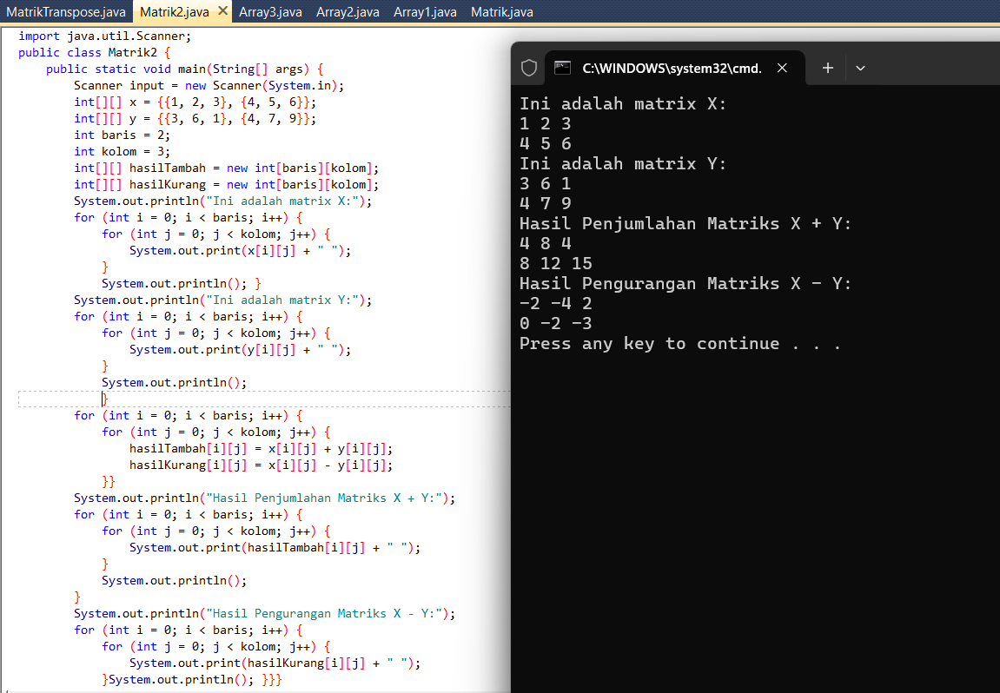 MatrikTranspose.java Matrik2.java Array3.java Array2.java Array1.java Matrik.java
import java.util.Scanner;
public class Matrik2 {
    public static void main(String[] args) {
        Scanner input = new Scanner(System.in);
        int[][] x = {{1, 2, 3}, {4, 5, 6}};
        int[][] y = {{3, 6, 1}, {4, 7, 9}};
        int baris = 2;
        int kolom = 3;
        int[][] hasilTambah = new int[baris][kolom];
        int[][] hasilKurang = new int[baris][kolom];
        System.out.println("Ini adalah matrix X:");
        for (int i = 0; i < baris; i++) {
            for (int j = 0; j < kolom; j++) {
                System.out.print(x[i][j] + " ");
            }
            System.out.println(); }
        System.out.println("Ini adalah matrix Y:");
        for (int i = 0; i < baris; i++) {
            for (int j = 0; j < kolom; j++) {
                System.out.print(y[i][j] + " ");
            }
            System.out.println();
            }
        for (int i = 0; i < baris; i++) {
            for (int j = 0; j < kolom; j++) {
                hasilTambah[i][j] = x[i][j] + y[i][j];
                hasilKurang[i][j] = x[i][j] - y[i][j];
            }}
        System.out.println("Hasil Penjumlahan Matriks X + Y:");
        for (int i = 0; i < baris; i++) {
            for (int j = 0; j < kolom; j++) {
                System.out.print(hasilTambah[i][j] + " ");
            }
            System.out.println();
        }
        System.out.println("Hasil Pengurangan Matriks X - Y:");
        for (int i = 0; i < baris; i++) {
            for (int j = 0; j < kolom; j++) {
                System.out.print(hasilKurang[i][j] + " ");
            }System.out.println(); }}}
C:\WINDOWS\system32\cmd.
Ini adalah matrix X:
1 2 3
4 5 6
Ini adalah matrix Y:
3 6 1
4 7 9
Hasil Penjumlahan Matriks X + Y:
4 8 4
8 12 15
Hasil Pengurangan Matriks X - Y:
-2 -4 2
0 -2 -3
Press any key to continue . . .